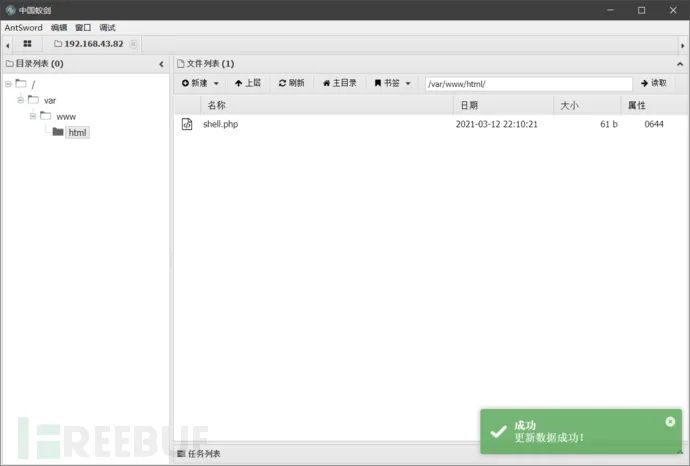 中国蚁剑
AntSword 编辑 窗口 调试
192.168.43.82
目录列表 (0)
文件列表 (1)
新建 上层 刷新 主目录 书签 /var/www/html/ 读取
/
var
www
html
名称 日期 大小 属性
shell.php 2021-03-12 22:10:21 61 b 0644
成功
更新数据成功!
任务列表
REEBUF